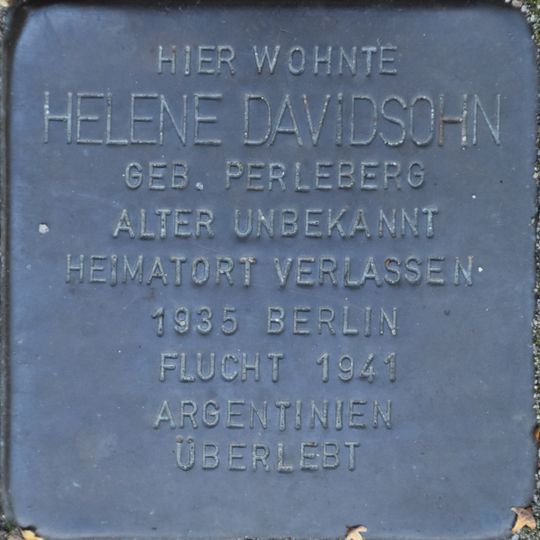 HIER WOHNTE
HELENE DAVIDSOHN
GEB. PERLEBERG
ALTER UNBEKANNT
HEIMATORT VERLASSEN
1935 BERLIN
FLUCHT 1941
ARGENTINIEN
ÜBERLEBT